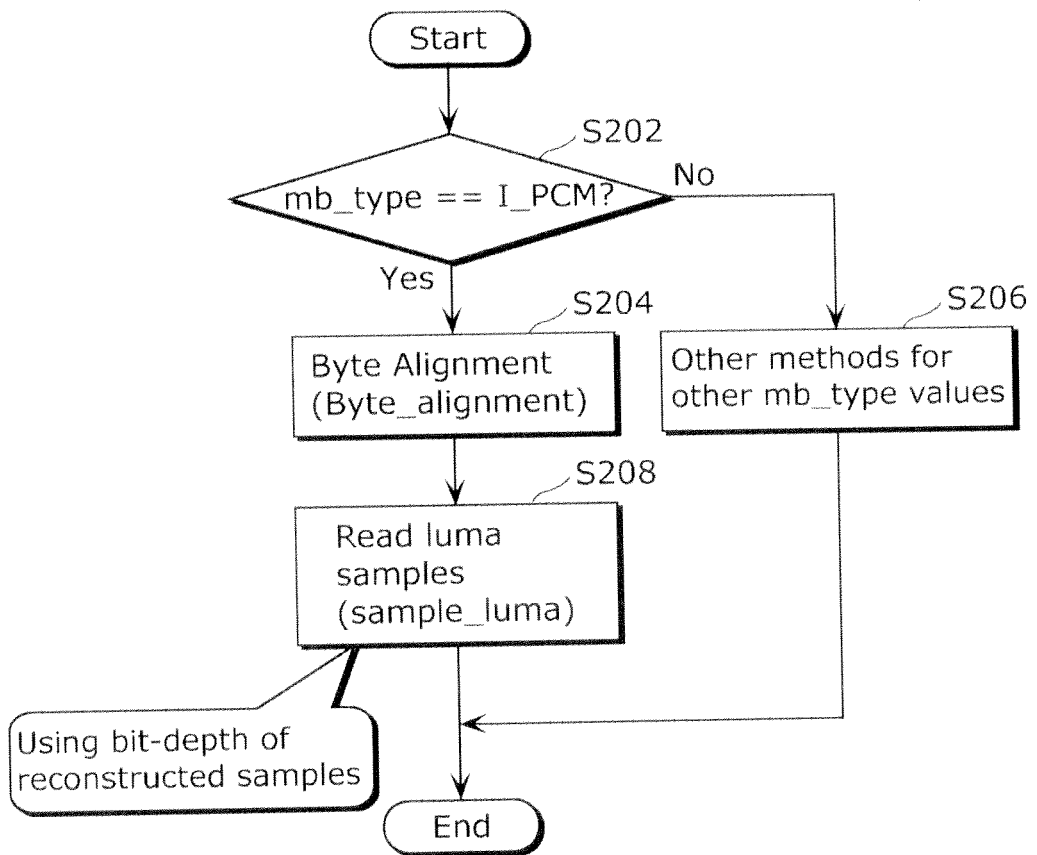 Start
S202
mb_type == I_PCM?
No
Yes
S204
S206
Byte Alignment
(Byte_alignment)
Other methods for
other mb_type values
S208
Read luma
samples
(sample_luma)
Using bit-depth of
reconstructed samples
End